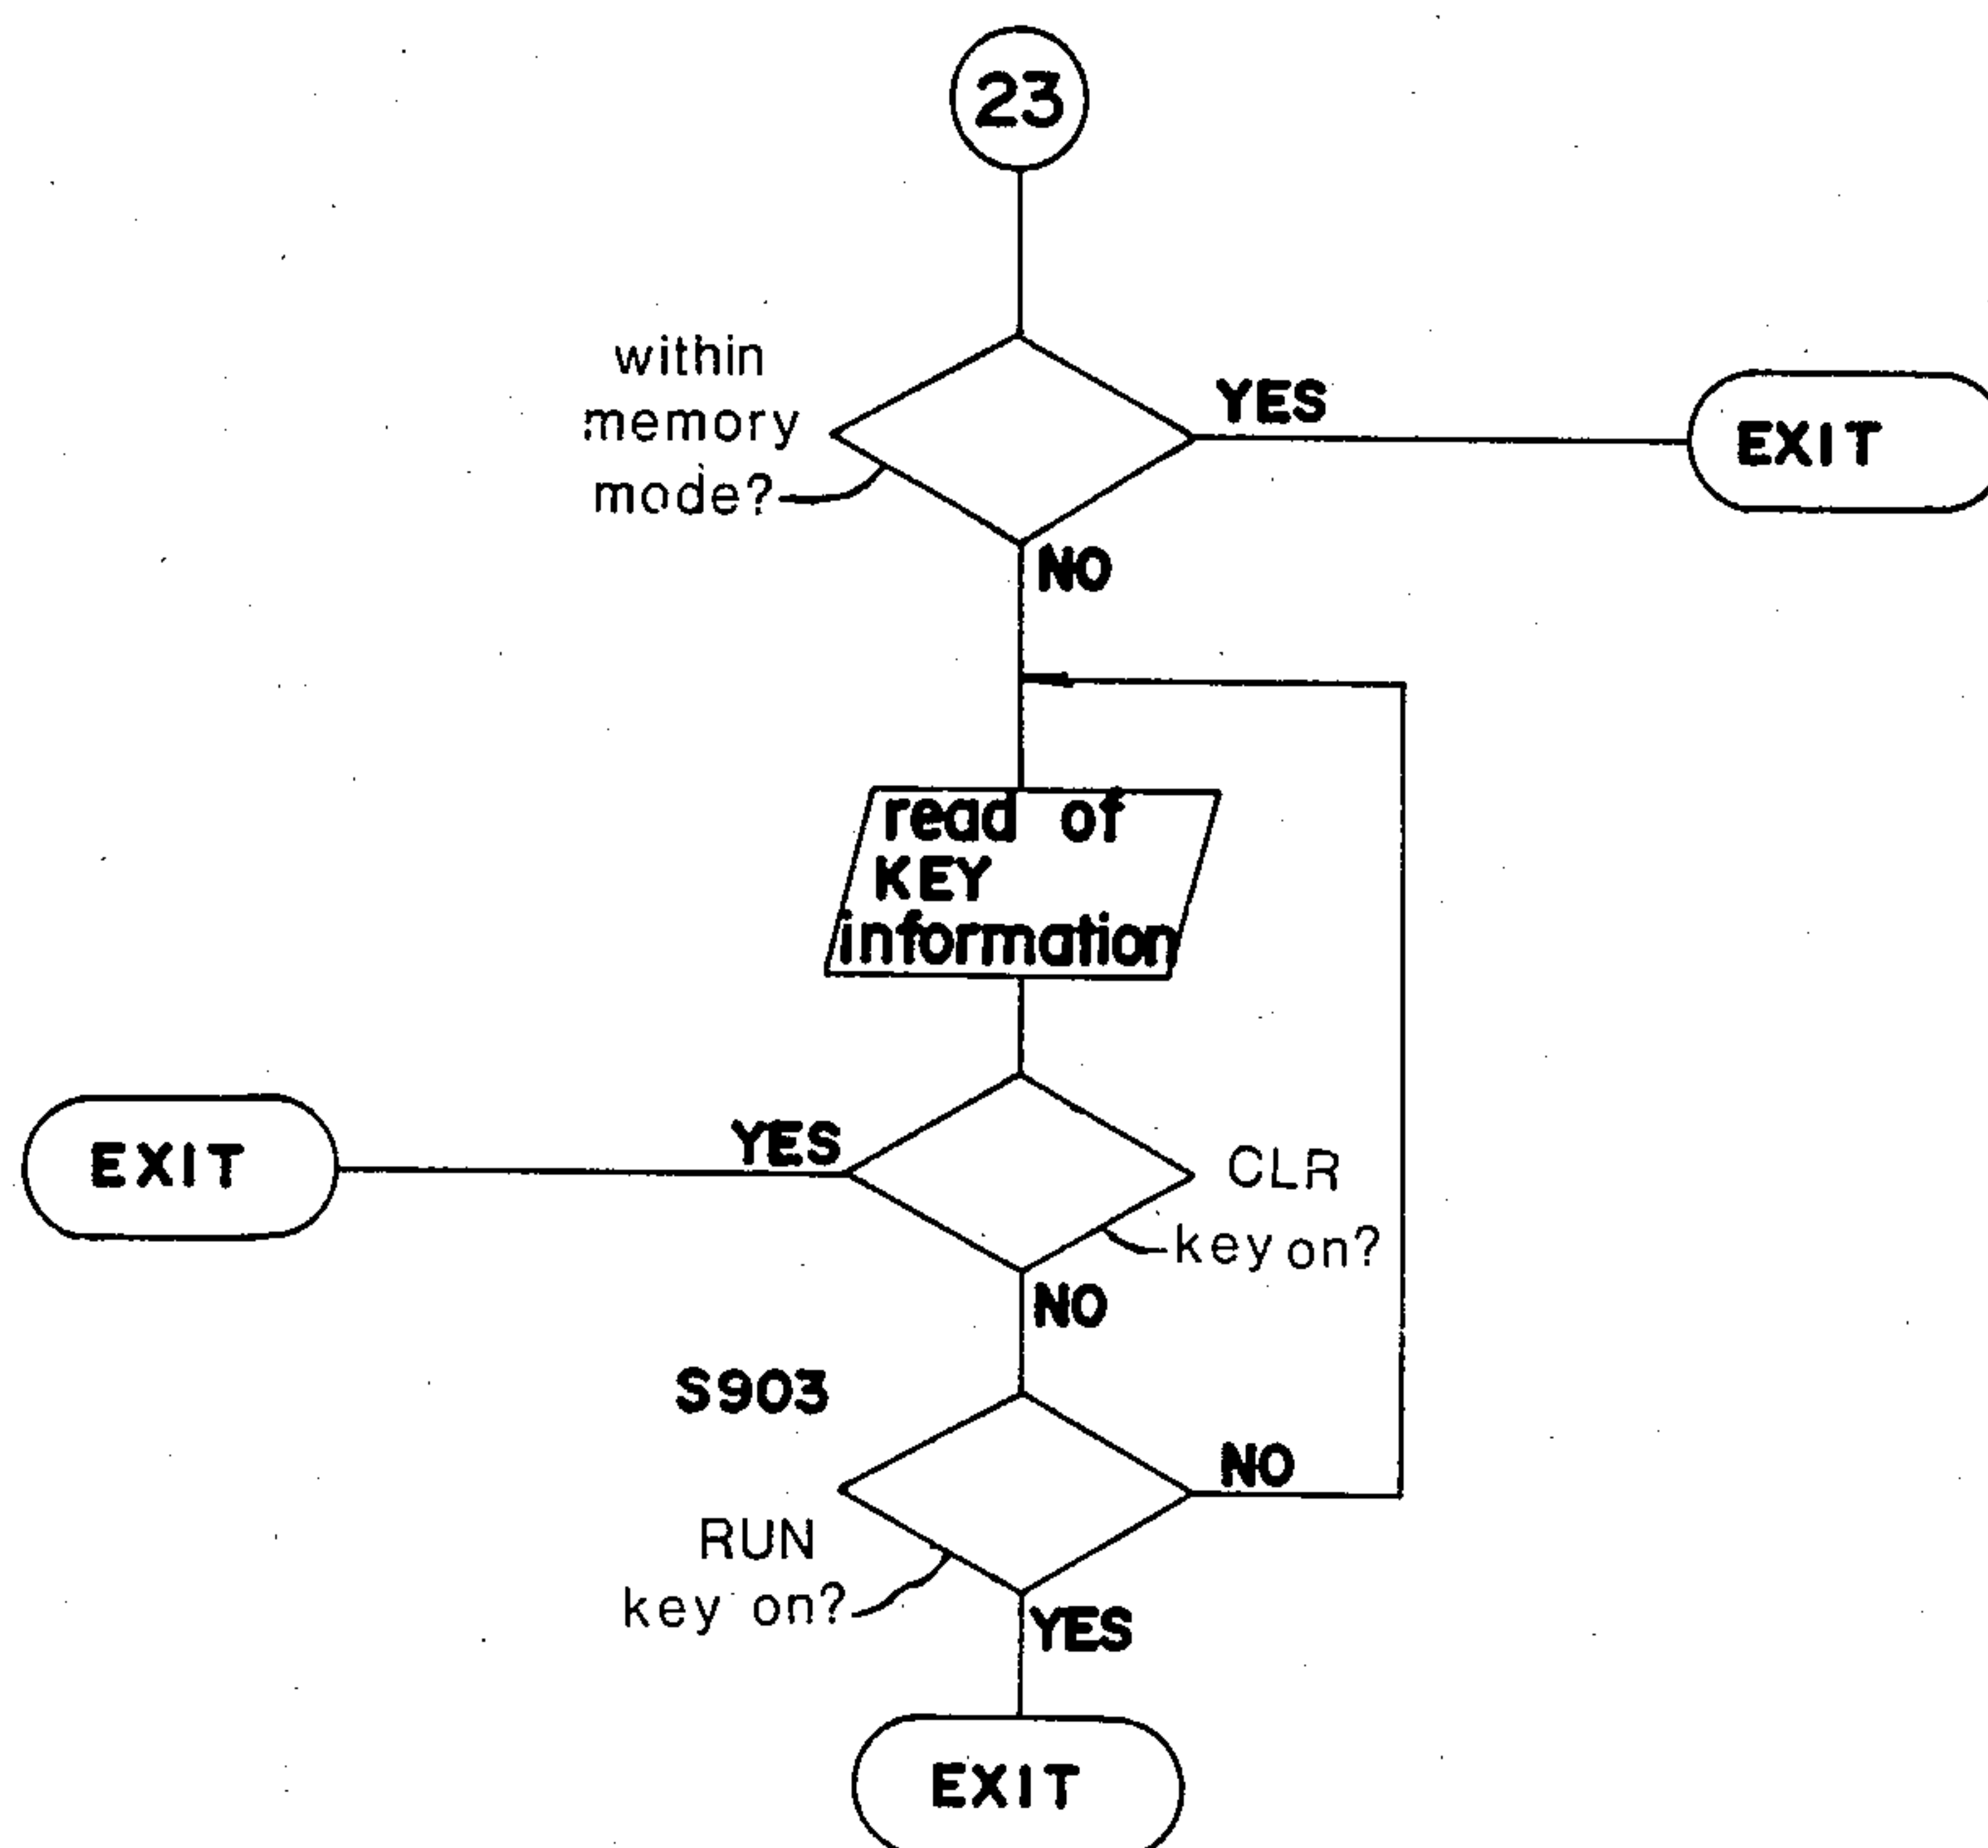 23
within
memory
mode?
YES
EXIT
NO
read of
KEY
information
EXIT
YES
CLR
key on?
NO
S903
NO
RUN
key on?
YES
EXIT